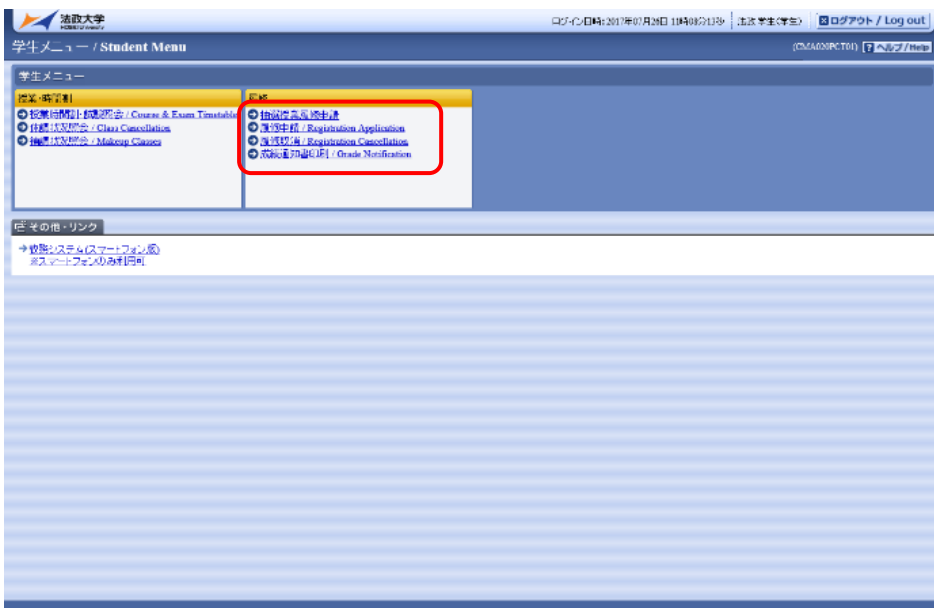 法政大学
HOSEI University
ログイン日時:2017年07月26日 11時08分13秒
法政 学生(学生)
ログアウト / Log out
学生メニュー / Student Menu
(CMA020PCT01)
ヘルプ/Help
学生メニュー
授業・時間割
授業時間割・試験照会 / Course & Exam Timetable
休講状況照会 / Class Cancellation
補講状況照会 / Makeup Classes
履修
抽選授業履修申請
履修申請 / Registration Application
履修取消 / Registration Cancellation
成績通知書印刷 / Grade Notification
その他・リンク
教務システム(スマートフォン版)
※スマートフォンのみ利用可